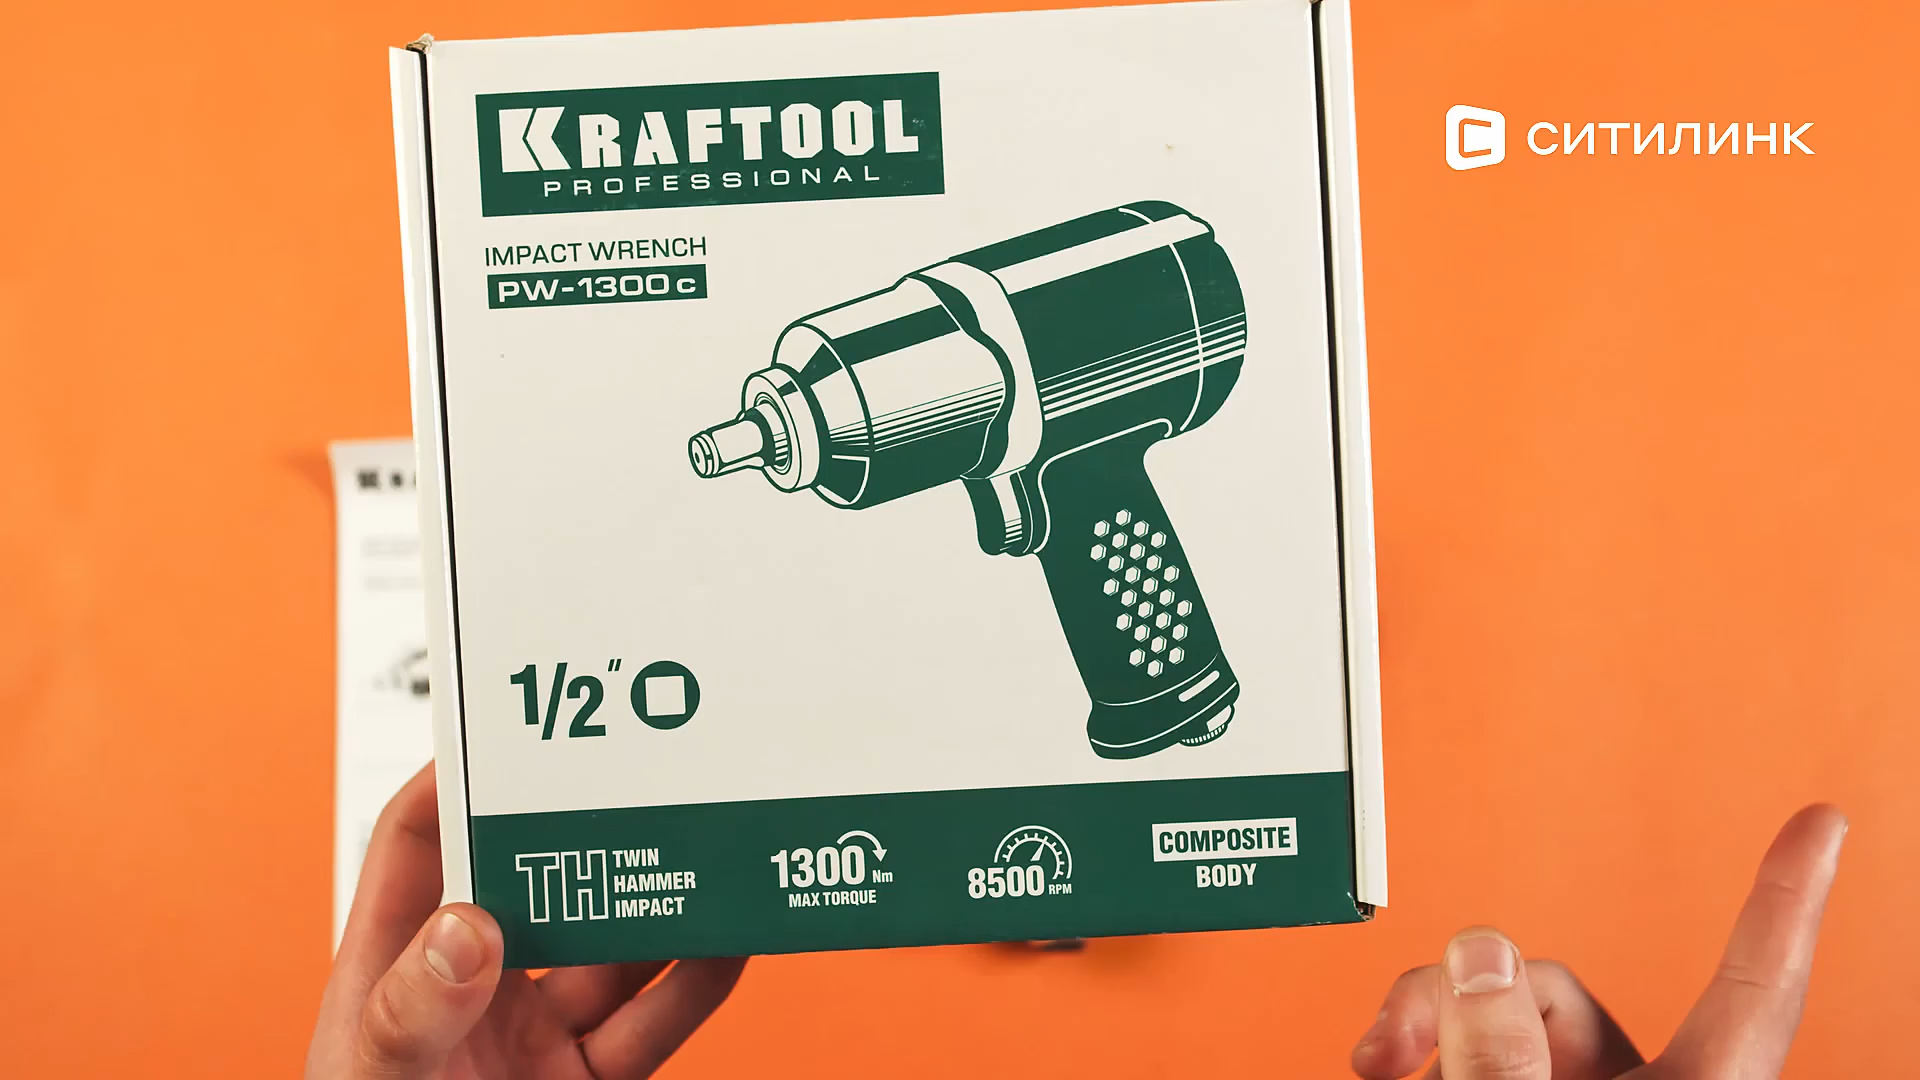 KRAFTOOL
PROFESSIONAL
IMPACT WRENCH
PW-1300c
СИТИЛИНК
1/2"
TH TWIN
HAMMER
IMPACT
1300 Nm
MAX TORQUE
8500 RPM
COMPOSITE
BODY